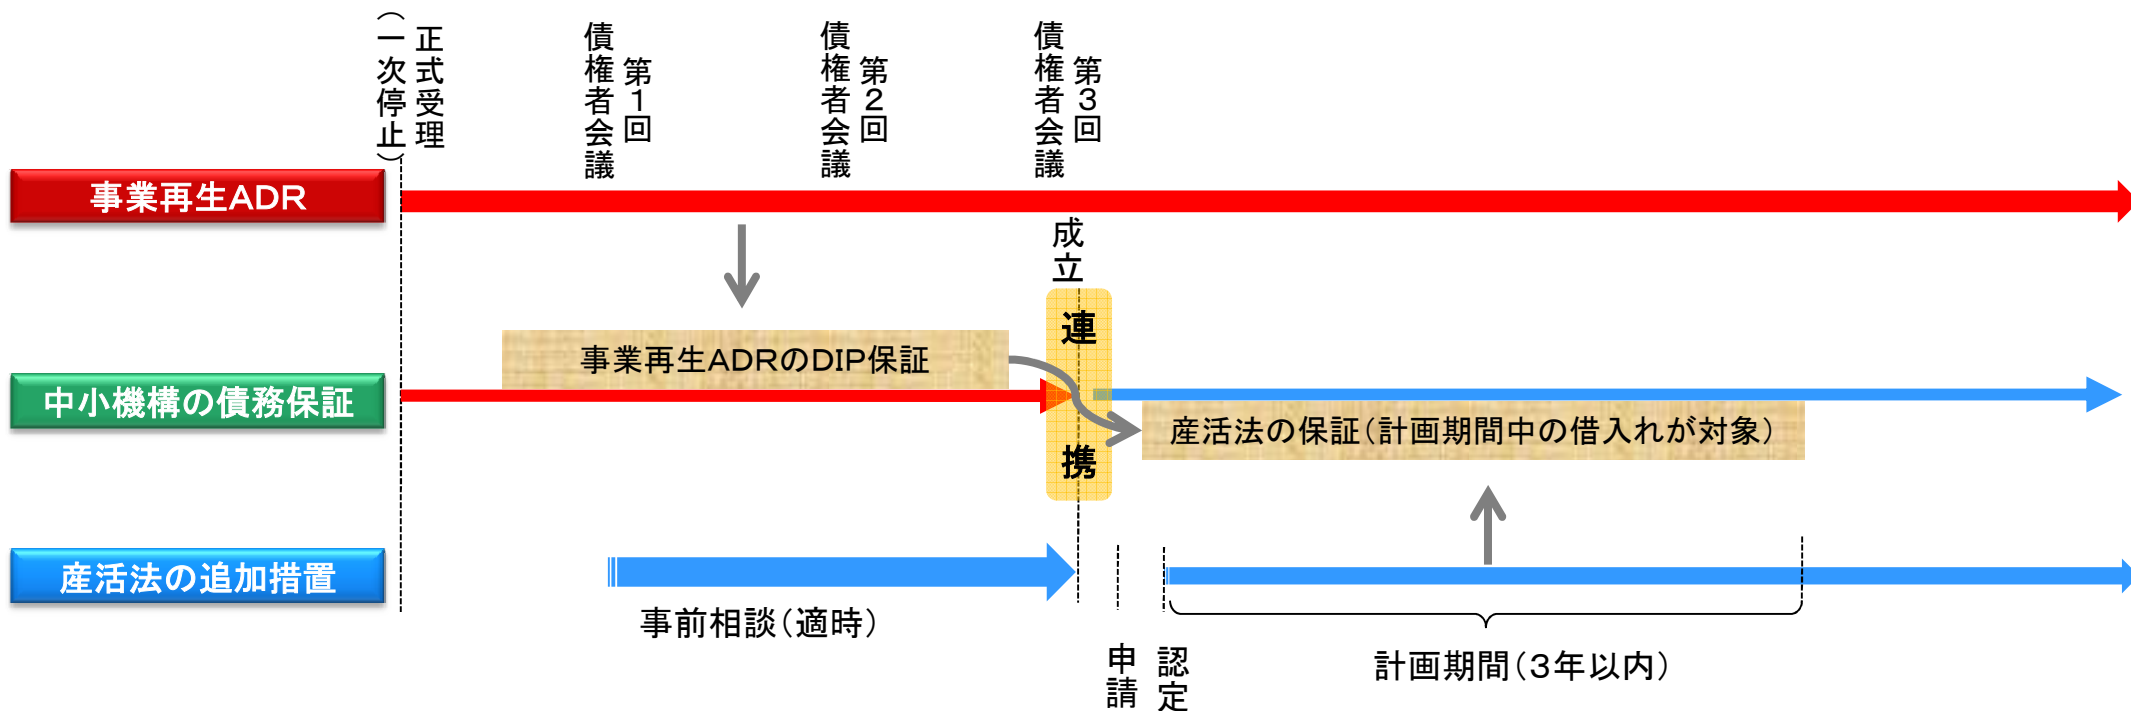 正式受理
（一次停止）
第１回
債権者会議
第２回
債権者会議
第３回
債権者会議
事業再生ＡＤＲ
成立
連携
事業再生ＡＤＲのＤＩＰ保証
中小機構の債務保証
産活法の保証（計画期間中の借入れが対象）
産活法の追加措置
事前相談（適時）
申請
認定
計画期間（３年以内）